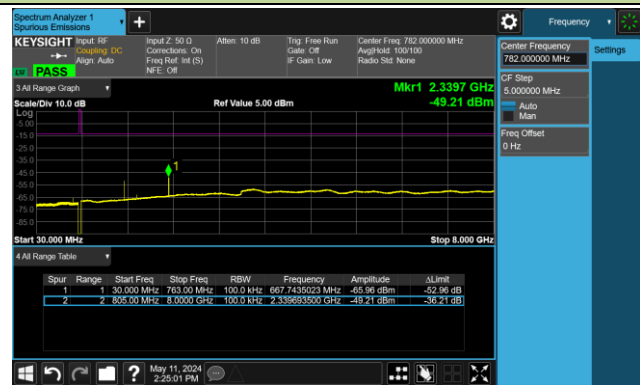 Spectrum Analyzer 1
Spurious Emissions
Frequency
KEYSIGHT
Input: RF
Coupling: DC
Align: Auto
Input Z: 50 Ω
Corrections: On
Freq Ref: Int (S)
NFE: Off
Atten: 10 dB
Trig: Free Run
Gate: Off
IF Gain: Low
Center Freq: 782.000000 MHz
Avg|Hold: 100/100
Radio Std: None
PASS
Center Frequency
782.000000 MHz
Settings
CF Step
5.000000 MHz
Auto
Man
Freq Offset
0 Hz
3 All Range Graph
Mkr1 2.3397 GHz
Scale/Div 10.0 dB
Ref Value 5.00 dBm
-49.21 dBm
Log
-5.00
-15.0
-25.0
-35.0
-45.0
-55.0
-65.0
-75.0
-85.0
1
Start 30.000 MHz
Stop 8.000 GHz
4 All Range Table
Spur Range Start Freq Stop Freq RBW Frequency Amplitude ΔLimit
1 1 30.000 MHz 763.00 MHz 100.0 kHz 667.7435023 MHz -65.96 dBm -52.96 dB
2 2 805.00 MHz 8.0000 GHz 100.0 kHz 2.339693500 GHz -49.21 dBm -36.21 dB
?
May 11, 2024
2:25:01 PM